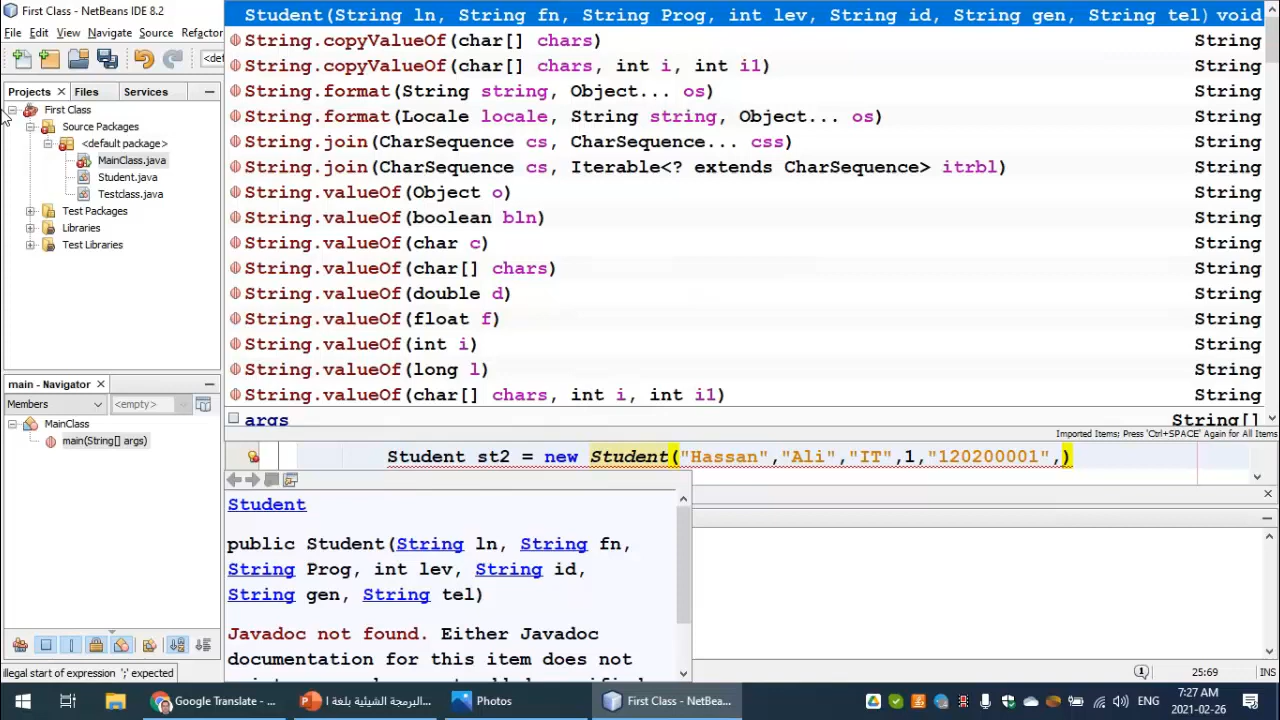 First Class - NetBeans IDE 8.2
File Edit View Navigate Source Refactor
Projects Files Services
First Class
Source Packages
<default package>
MainClass.java
Student.java
Testclass.java
Test Packages
Libraries
Test Libraries
main - Navigator
Members <empty>
MainClass
main(String[] args)
Student(String ln, String fn, String Prog, int lev, String id, String gen, String tel) void
String.copyValueOf(char[] chars) String
String.copyValueOf(char[] chars, int i, int i1) String
String.format(String string, Object... os) String
String.format(Locale locale, String string, Object... os) String
String.join(CharSequence cs, CharSequence... css) String
String.join(CharSequence cs, Iterable<? extends CharSequence> itrbl) String
String.valueOf(Object o) String
String.valueOf(boolean bln) String
String.valueOf(char c) String
String.valueOf(char[] chars) String
String.valueOf(double d) String
String.valueOf(float f) String
String.valueOf(int i) String
String.valueOf(long l) String
String.valueOf(char[] chars, int i, int i1) String
args String[]
Imported Items; Press 'Ctrl+SPACE' Again for All Items
Student st2 = new Student("Hassan","Ali","IT",1,"120200001",)
Student
public Student(String ln, String fn,
String Prog, int lev, String id,
String gen, String tel)
Javadoc not found. Either Javadoc
documentation for this item does not
illegal start of expression ';' expected
1 25:69 INS
Google Translate - ...
البرمجة الشيئية بلغة ا...
Photos
First Class - NetBea...
ENG
7:27 AM
2021-02-26